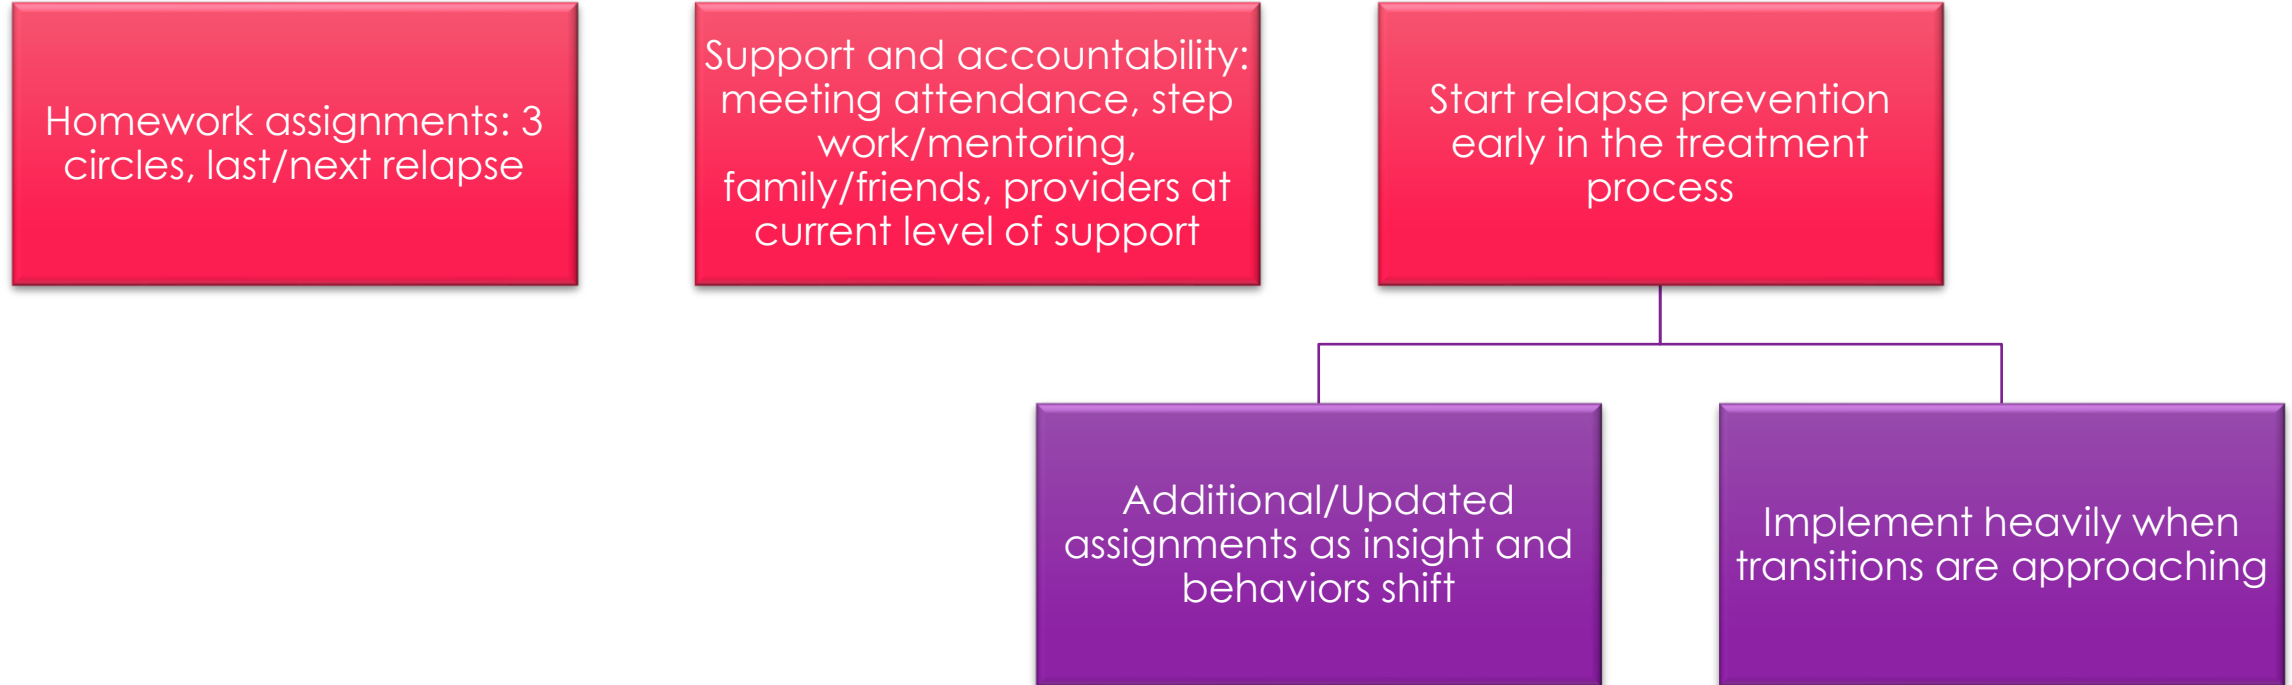 Homework assignments: 3
circles, last/next relapse
Support and accountability:
meeting attendance, step
work/mentoring,
family/friends, providers at
current level of support
Start relapse prevention
early in the treatment
process
Additional/Updated
assignments as insight and
behaviors shift
Implement heavily when
transitions are approaching